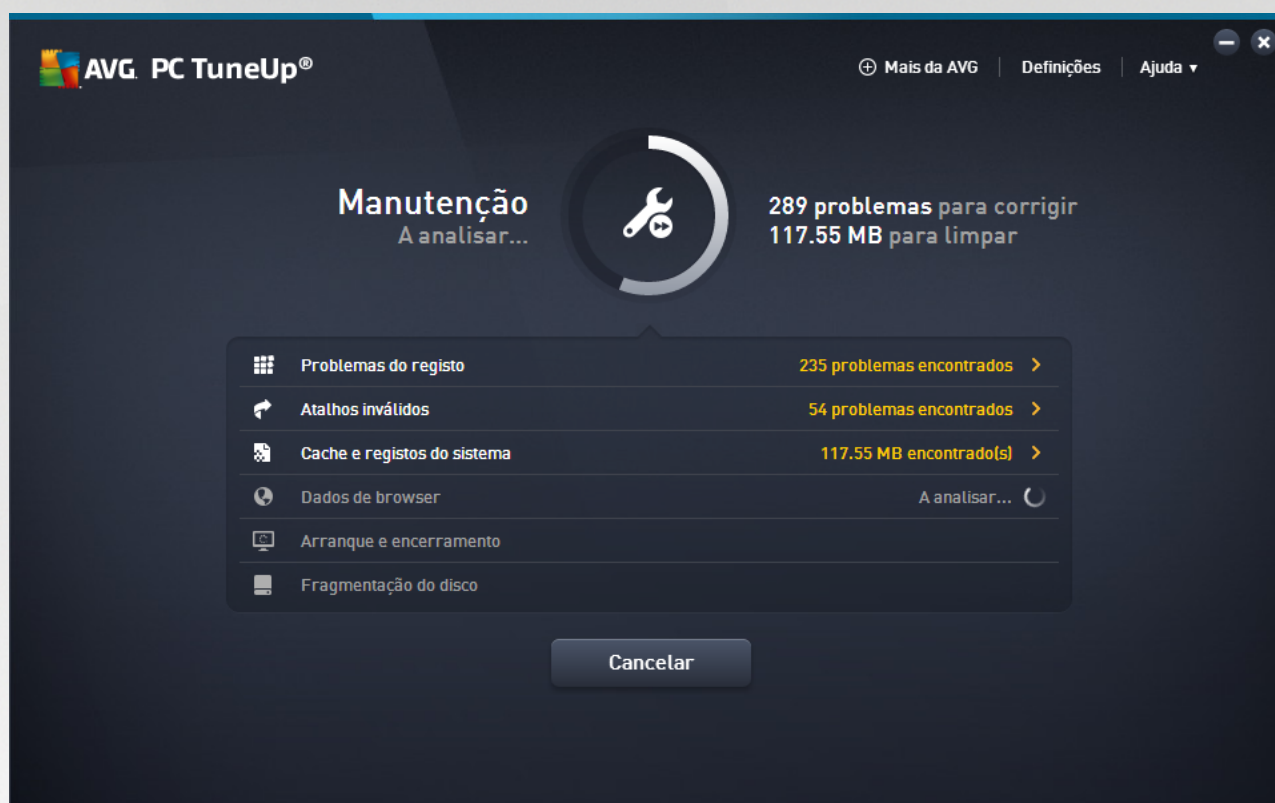 AVG. PC TuneUp®
Mais da AVG
Definições
Ajuda
Manutenção
A analisar...
289 problemas para corrigir
117.55 MB para limpar
Problemas do registo 235 problemas encontrados
Atalhos inválidos 54 problemas encontrados
Cache e registos do sistema 117.55 MB encontrado(s)
Dados de browser A analisar...
Arranque e encerramento
Fragmentação do disco
Cancelar